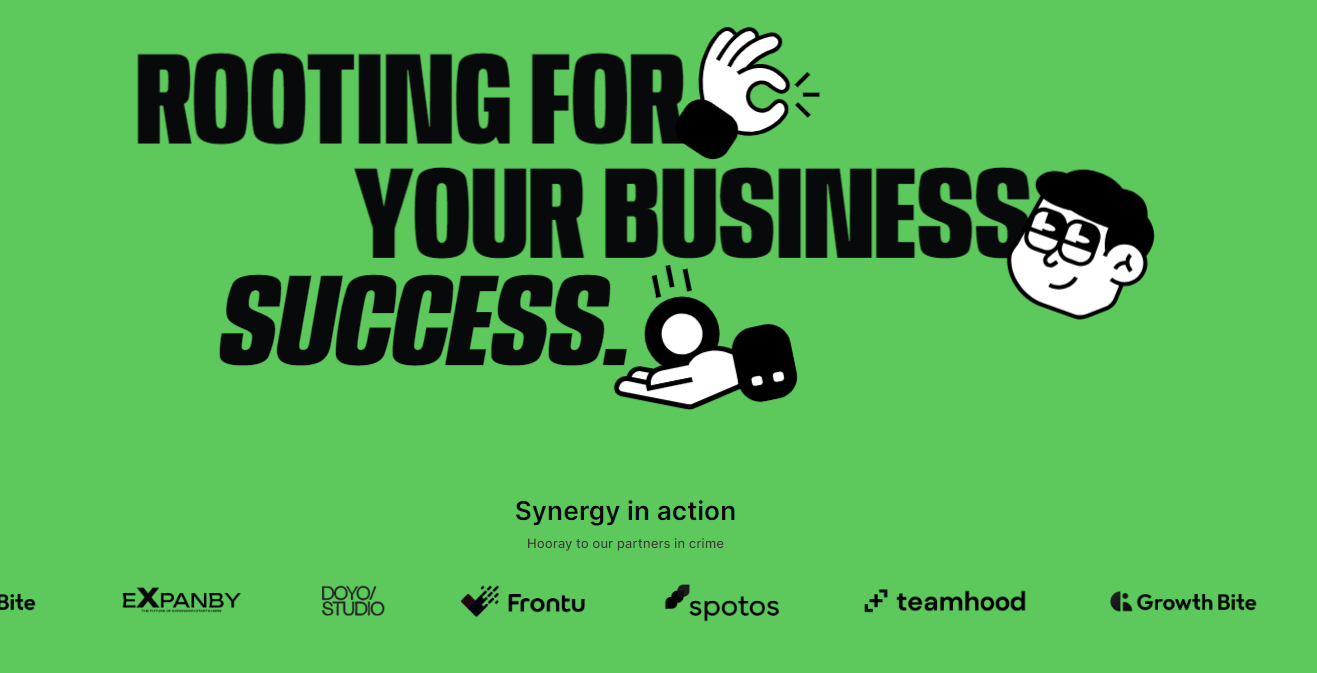 ROOTING FOR
YOUR BUSINESS
SUCCESS.
Synergy in action
Hooray to our partners in crime
Bite
EXPANBY
DOYO/
STUDIO
Frontu
spotos
teamhood
Growth Bite